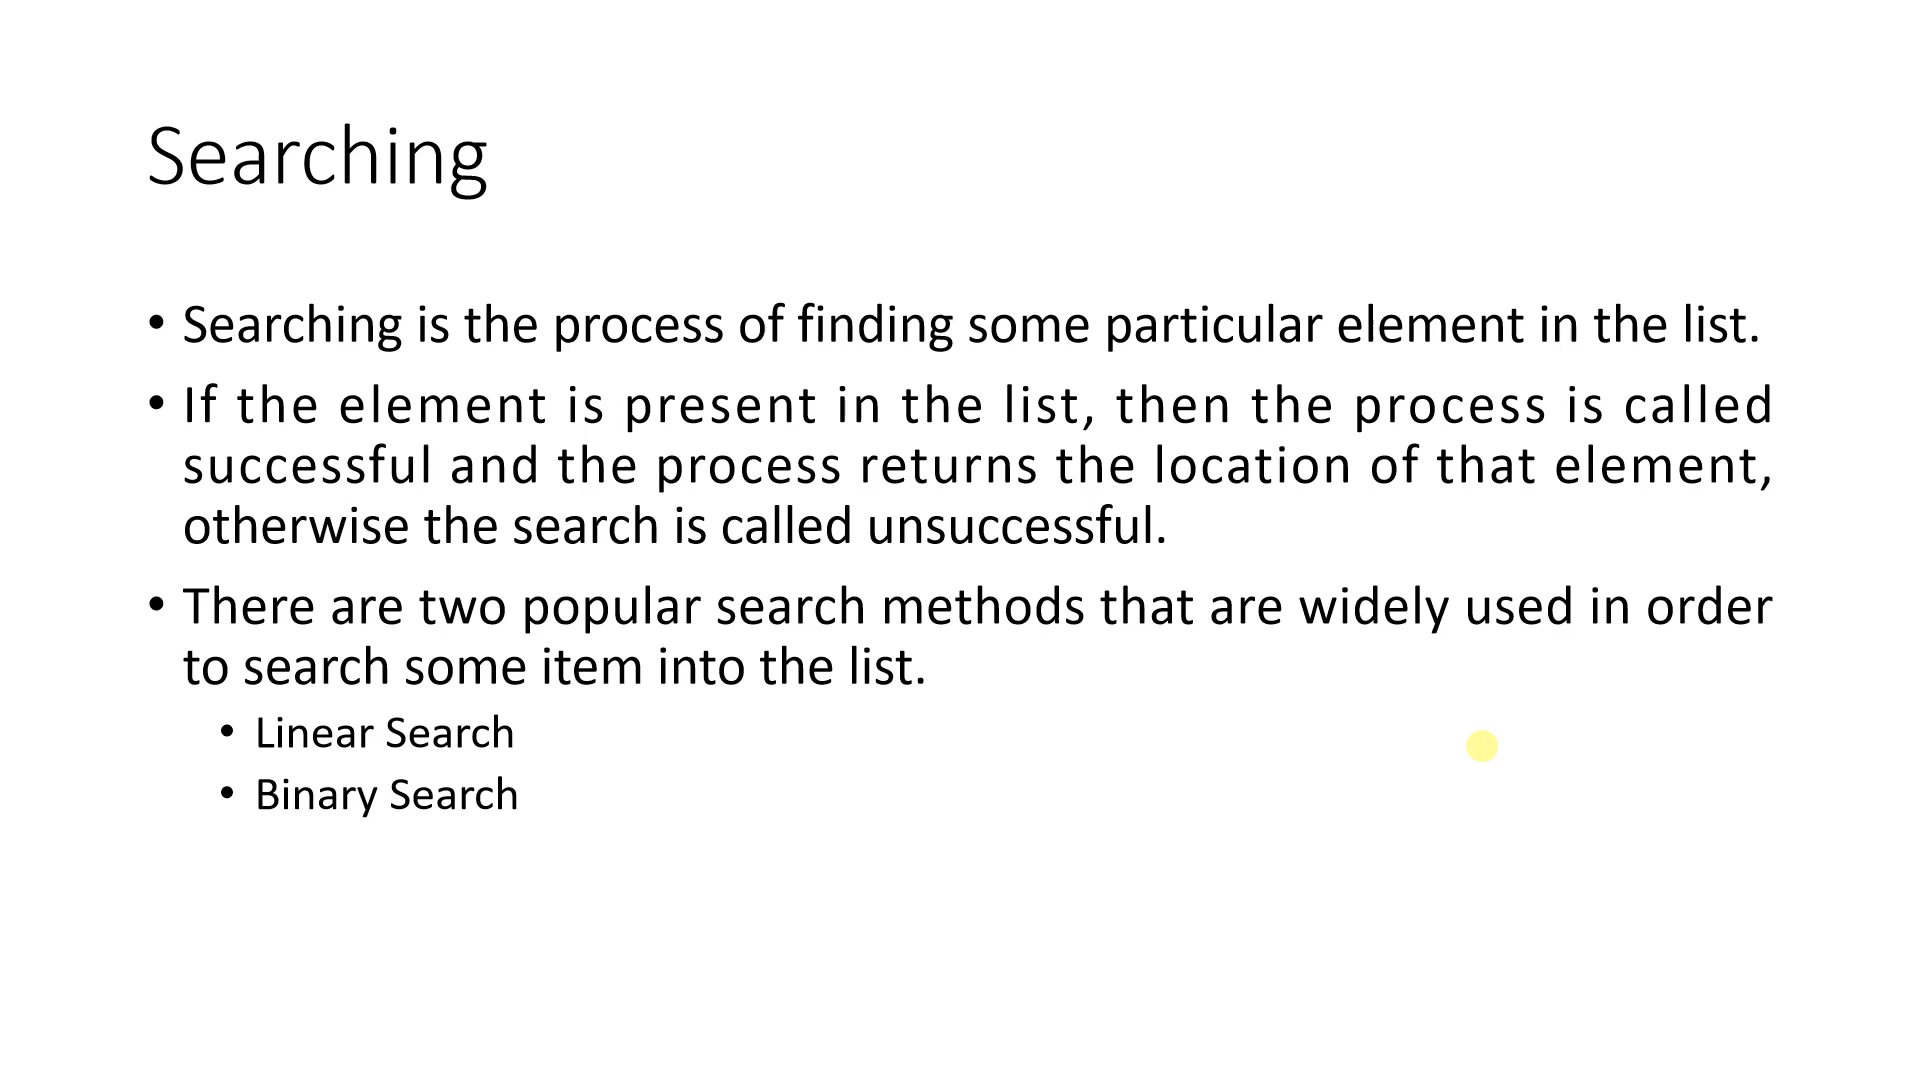 Searching
• Searching is the process of finding some particular element in the list.
• If the element is present in the list, then the process is called
successful and the process returns the location of that element,
otherwise the search is called unsuccessful.
• There are two popular search methods that are widely used in order
to search some item into the list.
• Linear Search
• Binary Search